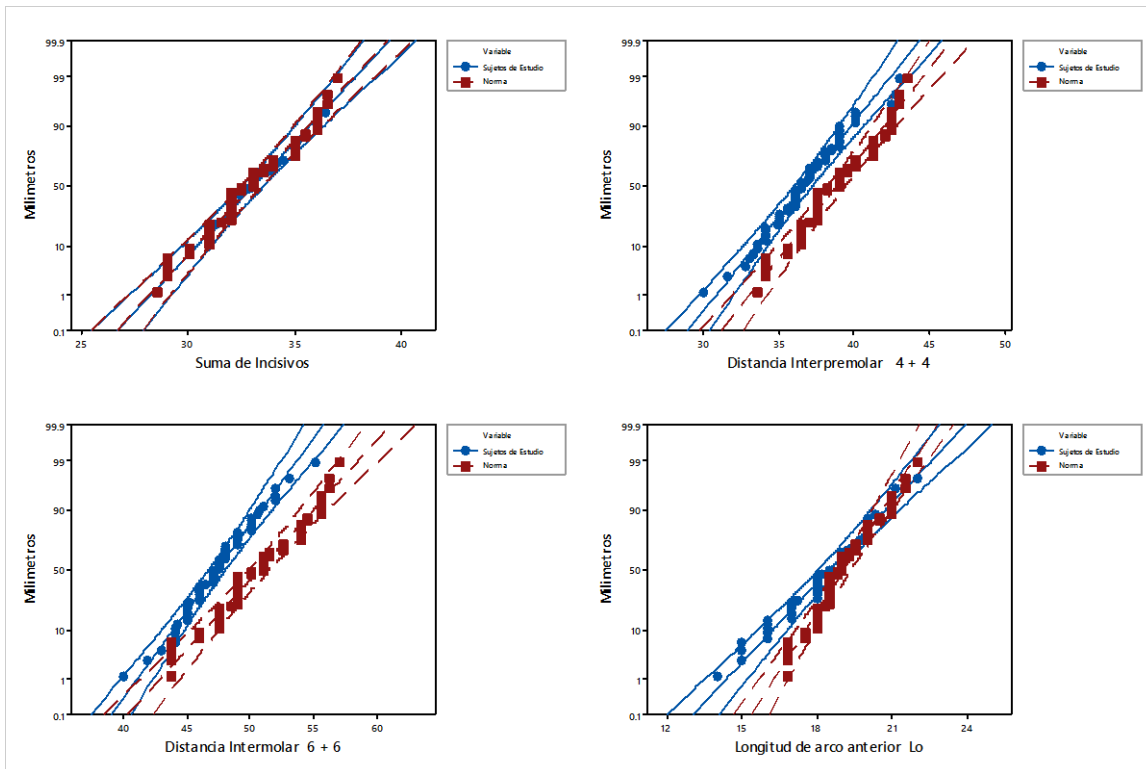 Milimetros
99.9
99
90
50
10
1
0.1
25 30 35 40
Suma de Incisivos
Variable
Sujetos de Estudio
Norma
Milimetros
99.9
99
90
50
10
1
0.1
30 35 40 45 50
Distancia Interpremolar 4 + 4
Variable
Sujetos de Estudio
Norma
Milimetros
99.9
99
90
50
10
1
0.1
40 45 50 55 60
Distancia Intermolar 6 + 6
Variable
Sujetos de Estudio
Norma
Milimetros
99.9
99
90
50
10
1
0.1
12 15 18 21 24
Longitud de arco anterior Lo
Variable
Sujetos de Estudio
Norma